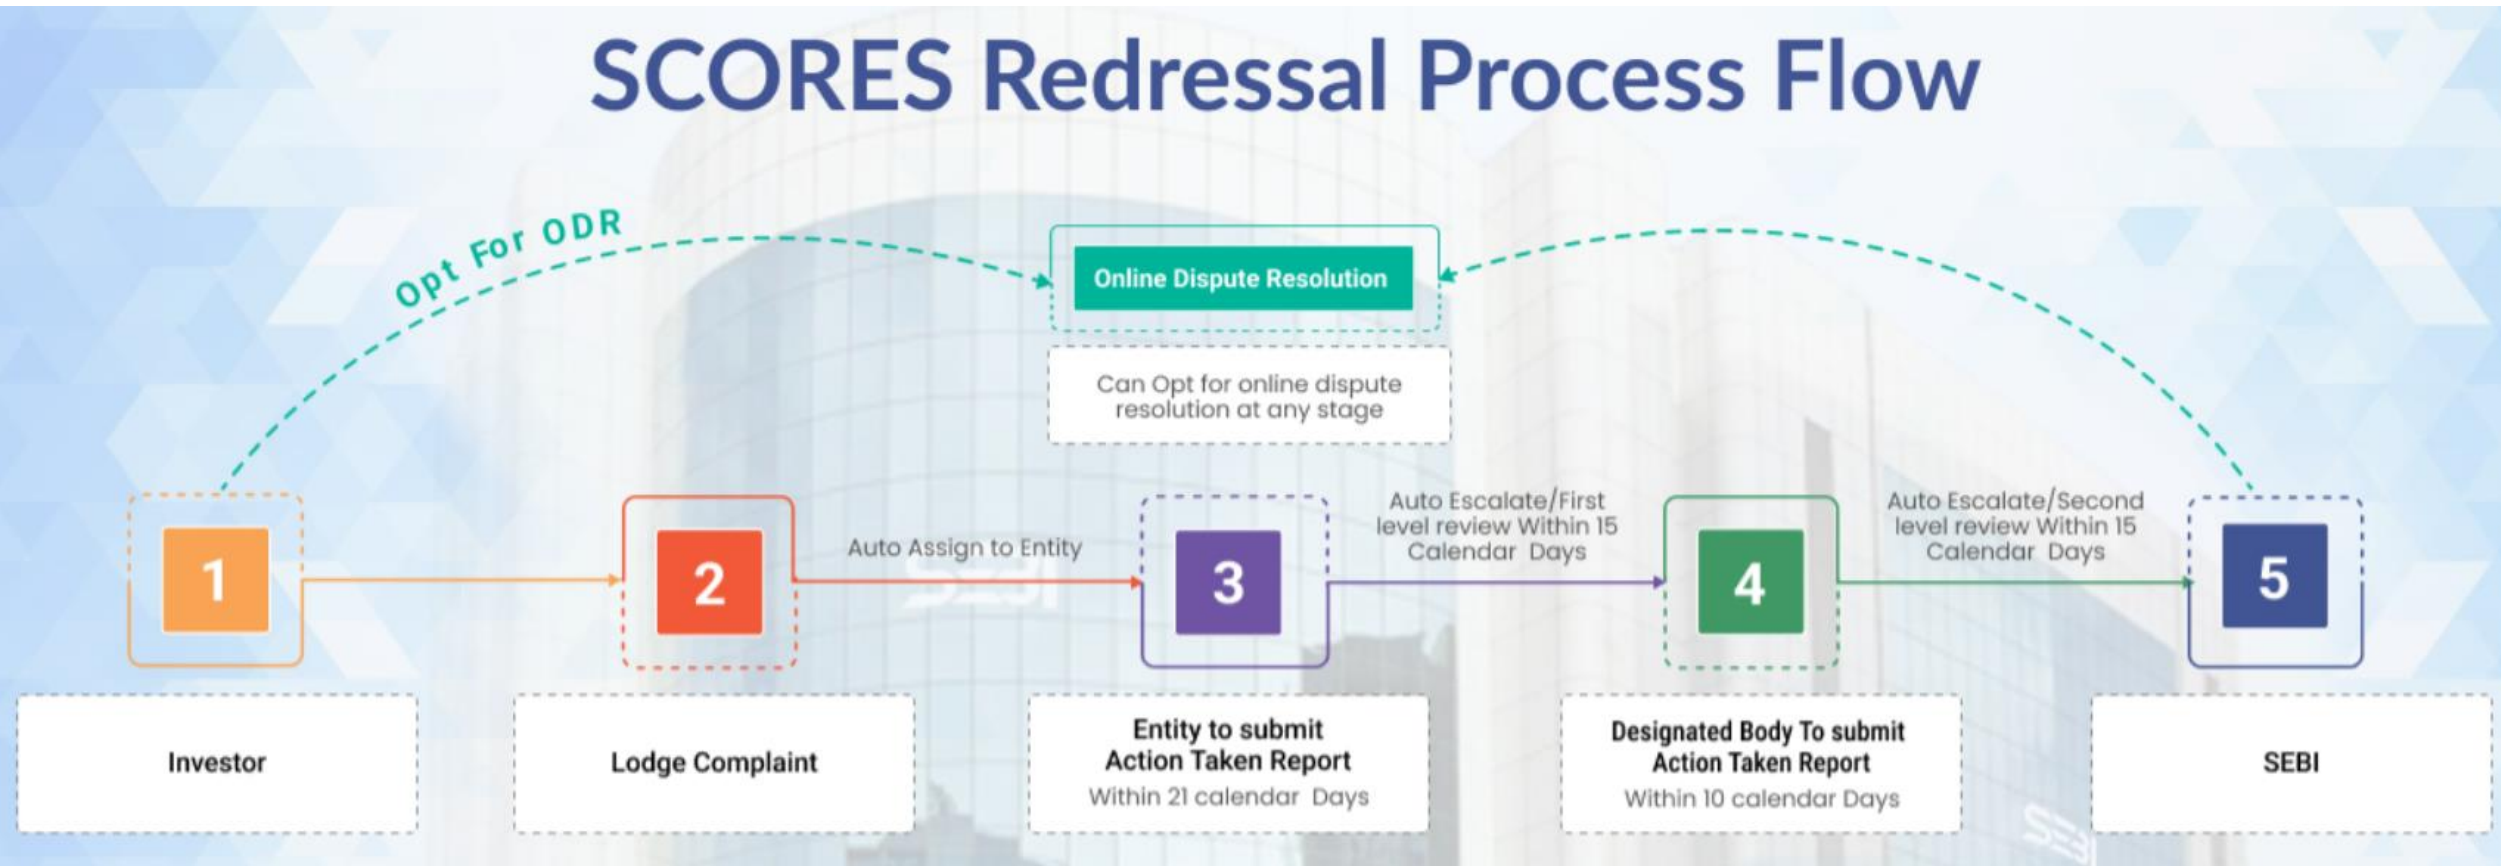 SCORES Redressal Process Flow
Opt For ODR
Online Dispute Resolution
Can Opt for online dispute
resolution at any stage
1
2
Auto Assign to Entity
3
Auto Escalate/First
level review Within 15
Calendar Days
4
Auto Escalate/Second
level review Within 15
Calendar Days
5
SEBI
Investor
Lodge Complaint
Entity to submit
Action Taken Report
Within 21 calendar Days
Designated Body To submit
Action Taken Report
Within 10 calendar Days
SEBI
SEBI